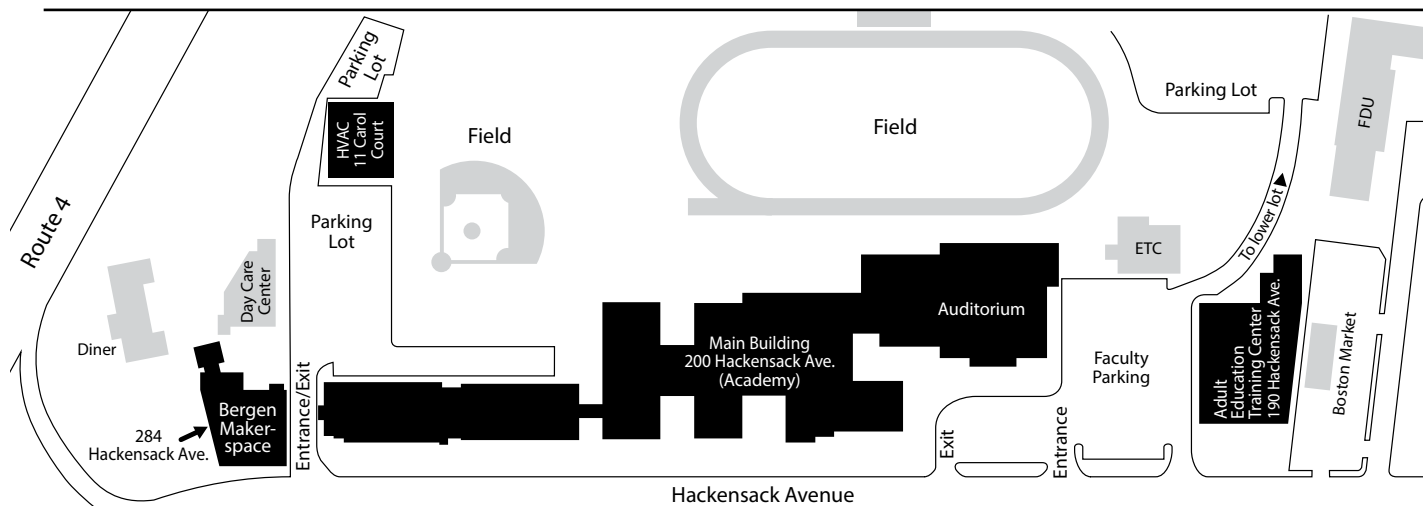 Parking
Lot
HVAC
11 Carol
Court
Field
Field
Parking Lot
FDU
Route 4
Parking
Lot
To lower lot
ETC
Day Care
Center
Diner
Auditorium
Main Building
200 Hackensack Ave.
(Academy)
Faculty
Parking
Adult
Education
Training Center
190 Hackensack Ave.
Boston Market
Bergen
Maker-
space
284
Hackensack Ave.
Entrance/Exit
Exit
Entrance
Hackensack Avenue